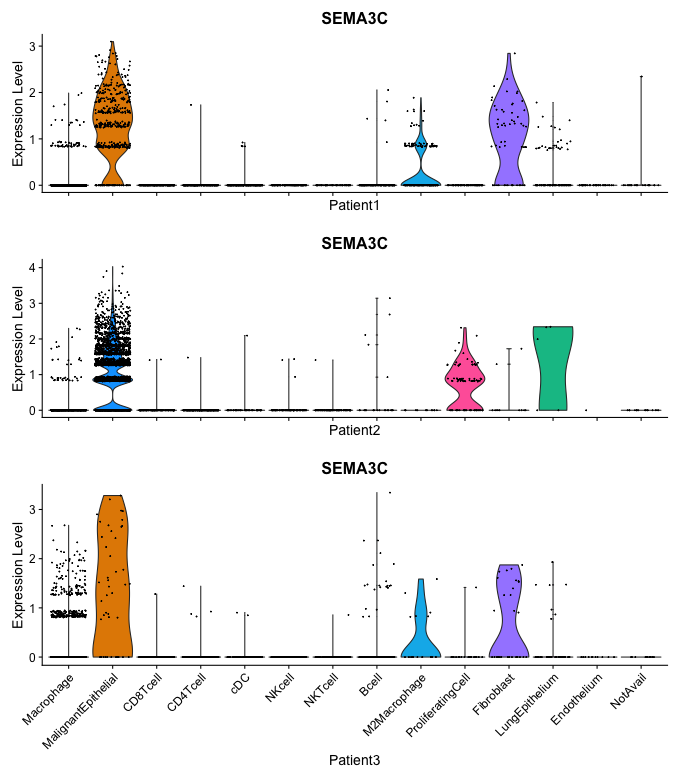 SEMA3C
Expression Level
3
2
1
0
Patient1
SEMA3C
Expression Level
4
3
2
1
0
Patient2
SEMA3C
Expression Level
3
2
1
0
Macrophage
MalignantEpithelial
CD8Tcell
CD4Tcell
cDC
NKcell
NKTcell
Bcell
M2Macrophage
ProliferatingCell
Fibroblast
LungEpithelium
Endothelium
NotAvail
Patient3